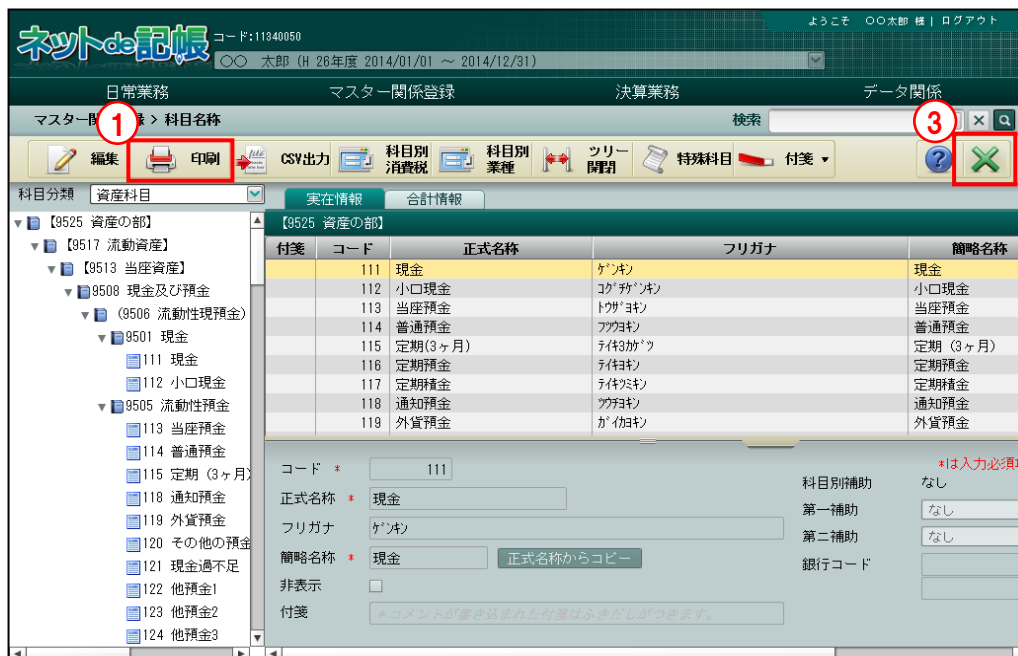 ようこそ 〇〇太郎 様 | ログアウト
ネットde記帳 コード:11340050
〇〇 太郎 (H 26年度 2014/01/01 ～ 2014/12/31)
日常業務 マスター関係登録 決算業務 データ関係
マスター関 録 > 科目名称 検索
① ③
編集 印刷 CSV出力 科目別消費税 科目別業種 ツリー開閉 特殊科目 付箋 ▼ ?
科目分類 資産科目
【9525 資産の部】
【9517 流動資産】
【9513 当座資産】
9508 現金及び預金
(9506 流動性現預金)
9501 現金
111 現金
112 小口現金
9505 流動性預金
113 当座預金
114 普通預金
115 定期(3ヶ月)
118 通知預金
119 外貨預金
120 その他の預金
121 現金過不足
122 他預金1
123 他預金2
124 他預金3
実在情報 合計情報
【9525 資産の部】
付箋 コード 正式名称 フリガナ 簡略名称
111 現金 ｹﾞﾝｷﾝ 現金
112 小口現金 ｺｸﾞﾁｹﾞﾝｷﾝ 小口現金
113 当座預金 ﾄｳｻﾞﾖｷﾝ 当座預金
114 普通預金 ﾌﾂｳﾖｷﾝ 普通預金
115 定期(3ヶ月) ﾃｲｷ3ｶｹﾞﾂ 定期(3ヶ月)
116 定期預金 ﾃｲｷﾖｷﾝ 定期預金
117 定期積金 ﾃｲｷﾂﾐｷﾝ 定期積金
118 通知預金 ﾂｳﾁﾖｷﾝ 通知預金
119 外貨預金 ｶﾞｲｶﾖｷﾝ 外貨預金
*は入力必須
コード * 111
正式名称 * 現金
フリガナ ｹﾞﾝｷﾝ
簡略名称 * 現金 正式名称からコピー
非表示
付箋 *コメントが書き込まれた付箋はふきだしがつきます。
科目別補助 なし
第一補助 なし
第二補助 なし
銀行コード